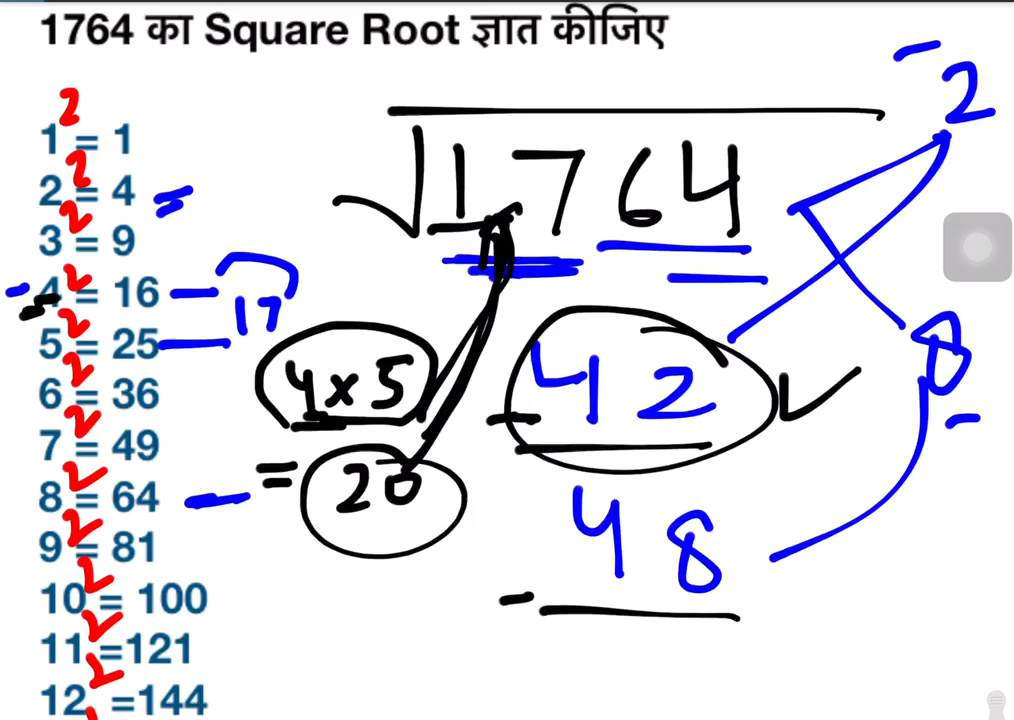 1764 का Square Root ज्ञात कीजिए
1² = 1
2² = 4
3² = 9
4² = 16
5² = 25
6² = 36
7² = 49
8² = 64
9² = 81
10² = 100
11² =121
12² =144
√1764
17
4x5
= 20
42
48
2
8